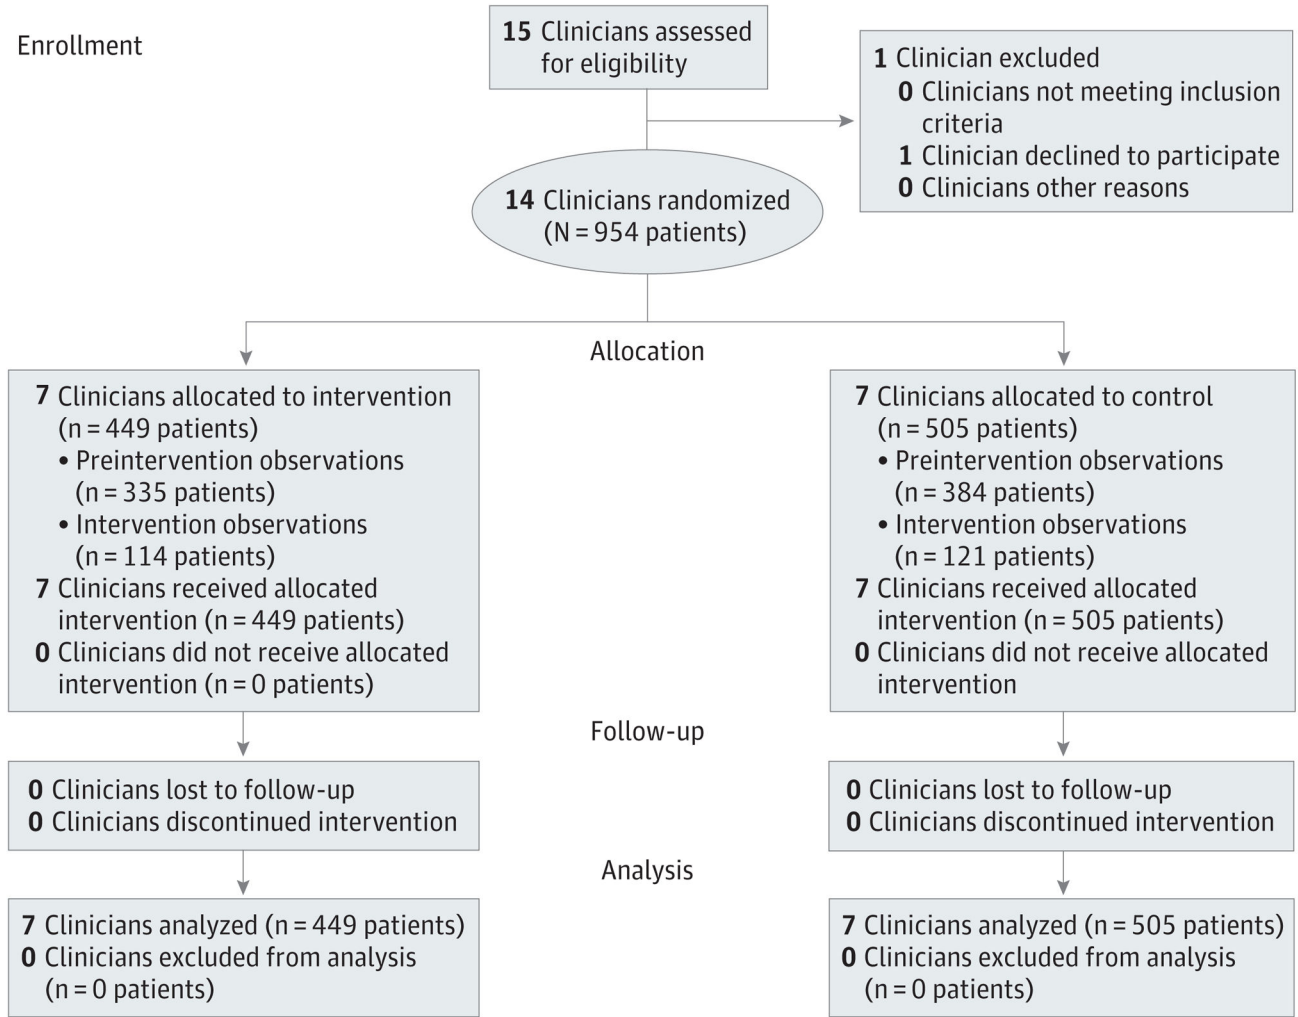 Enrollment
15 Clinicians assessed
for eligibility
1 Clinician excluded
0 Clinicians not meeting inclusion
criteria
1 Clinician declined to participate
0 Clinicians other reasons
14 Clinicians randomized
(N = 954 patients)
Allocation
7 Clinicians allocated to intervention
(n = 449 patients)
• Preintervention observations
(n = 335 patients)
• Intervention observations
(n = 114 patients)
7 Clinicians received allocated
intervention (n = 449 patients)
0 Clinicians did not receive allocated
intervention (n = 0 patients)
7 Clinicians allocated to control
(n = 505 patients)
• Preintervention observations
(n = 384 patients)
• Intervention observations
(n = 121 patients)
7 Clinicians received allocated
intervention (n = 505 patients)
0 Clinicians did not receive allocated
intervention
Follow-up
0 Clinicians lost to follow-up
0 Clinicians discontinued intervention
0 Clinicians lost to follow-up
0 Clinicians discontinued intervention
Analysis
7 Clinicians analyzed (n = 449 patients)
0 Clinicians excluded from analysis
(n = 0 patients)
7 Clinicians analyzed (n = 505 patients)
0 Clinicians excluded from analysis
(n = 0 patients)